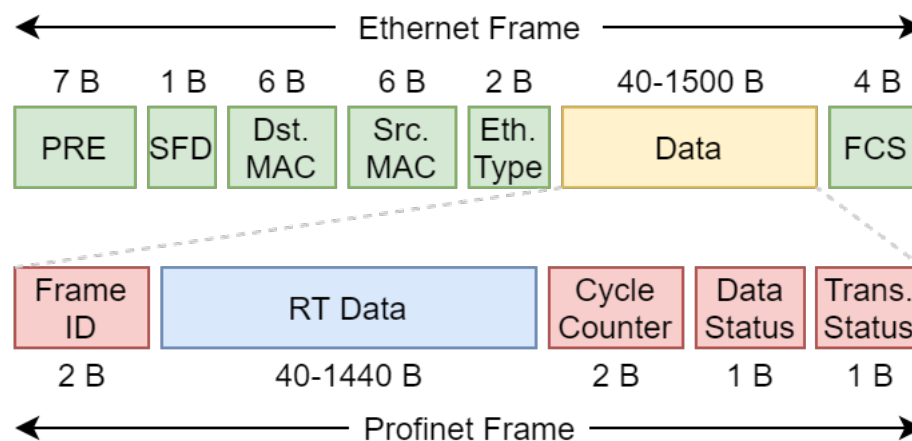 Ethernet Frame
7 B 1 B 6 B 6 B 2 B 40-1500 B 4 B
PRE SFD Dst. MAC Src. MAC Eth. Type Data FCS
Frame ID RT Data Cycle Counter Data Status Trans. Status
2 B 40-1440 B 2 B 1 B 1 B
Profinet Frame